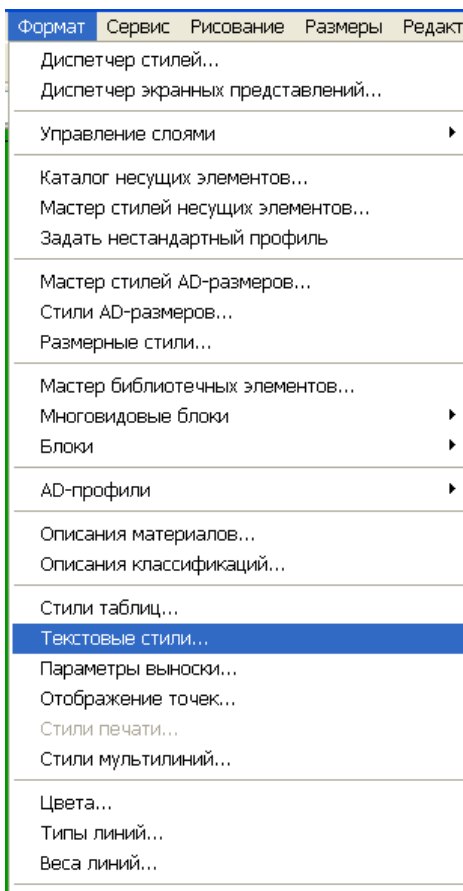 Формат Сервис Рисование Размеры Редакт
Диспетчер стилей...
Диспетчер экранных представлений...
Управление слоями
Каталог несущих элементов...
Мастер стилей несущих элементов...
Задать нестандартный профиль
Мастер стилей AD-размеров...
Стили AD-размеров...
Размерные стили...
Мастер библиотечных элементов...
Многовидовые блоки
Блоки
AD-профили
Описания материалов...
Описания классификаций...
Стили таблиц...
Текстовые стили...
Параметры выноски...
Отображение точек...
Стили печати...
Стили мультилиний...
Цвета...
Типы линий...
Веса линий...